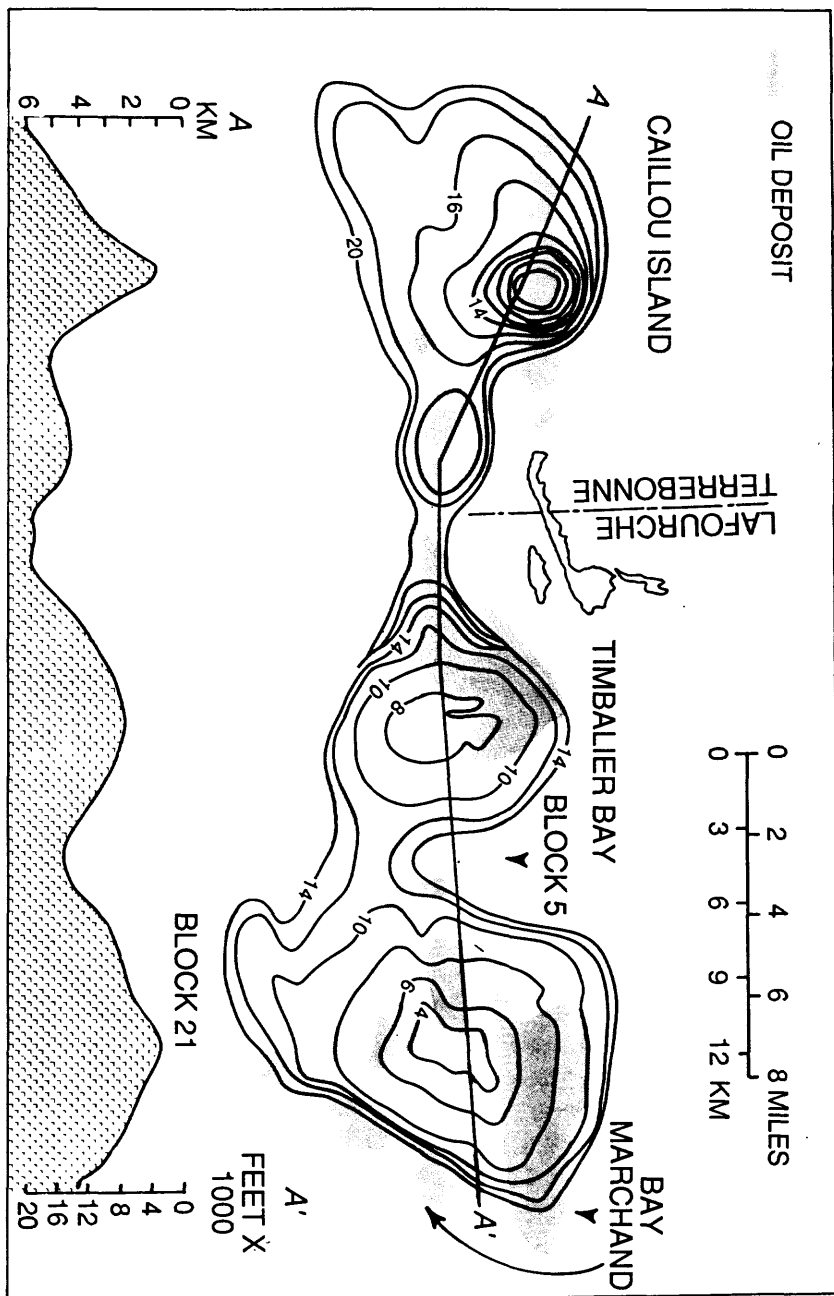 OIL DEPOSIT
0 2 4 6 8 MILES
0 3 6 9 12 KM
BAY
MARCHAND
CAILLOU ISLAND
TIMBALIER BAY
BLOCK 5
TERREBONNE
LAFOURCHE
A
14
14
10
16
14
10
8
6
4
A'
20
14
10
BLOCK 21
A
KM
0
2
4
6
A'
FEET X
1000
0
4
8
12
16
20